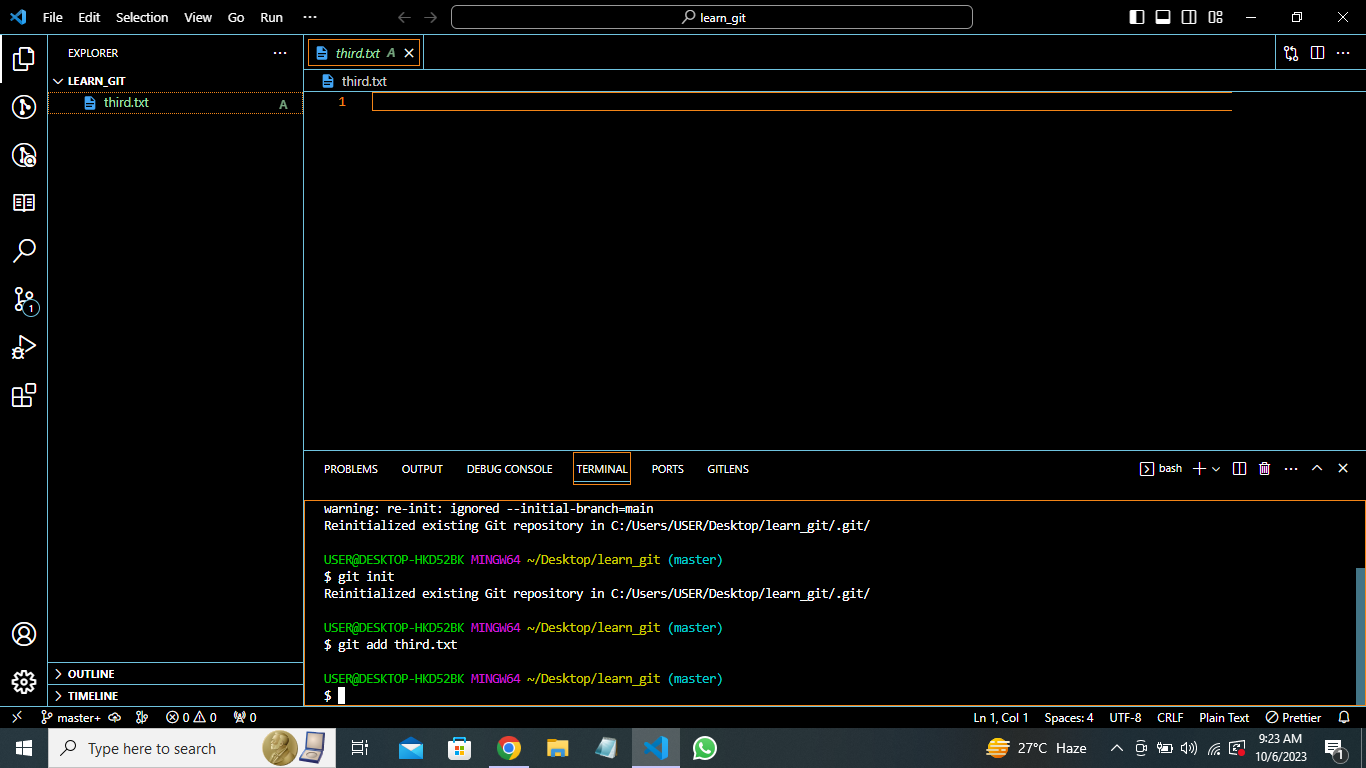 File Edit Selection View Go Run ··· learn_git
EXPLORER ···
LEARN_GIT
third.txt A
OUTLINE
TIMELINE
third.txt A
third.txt
1
PROBLEMS OUTPUT DEBUG CONSOLE TERMINAL PORTS GITLENS bash
warning: re-init: ignored --initial-branch=main
Reinitialized existing Git repository in C:/Users/USER/Desktop/learn_git/.git/
USER@DESKTOP-HKD52BK MINGW64 ~/Desktop/learn_git (master)
$ git init
Reinitialized existing Git repository in C:/Users/USER/Desktop/learn_git/.git/
USER@DESKTOP-HKD52BK MINGW64 ~/Desktop/learn_git (master)
$ git add third.txt
USER@DESKTOP-HKD52BK MINGW64 ~/Desktop/learn_git (master)
$
1
master+ 0 0 0 Ln 1, Col 1 Spaces: 4 UTF-8 CRLF Plain Text Prettier
Type here to search 27°C Haze 9:23 AM
10/6/2023 1